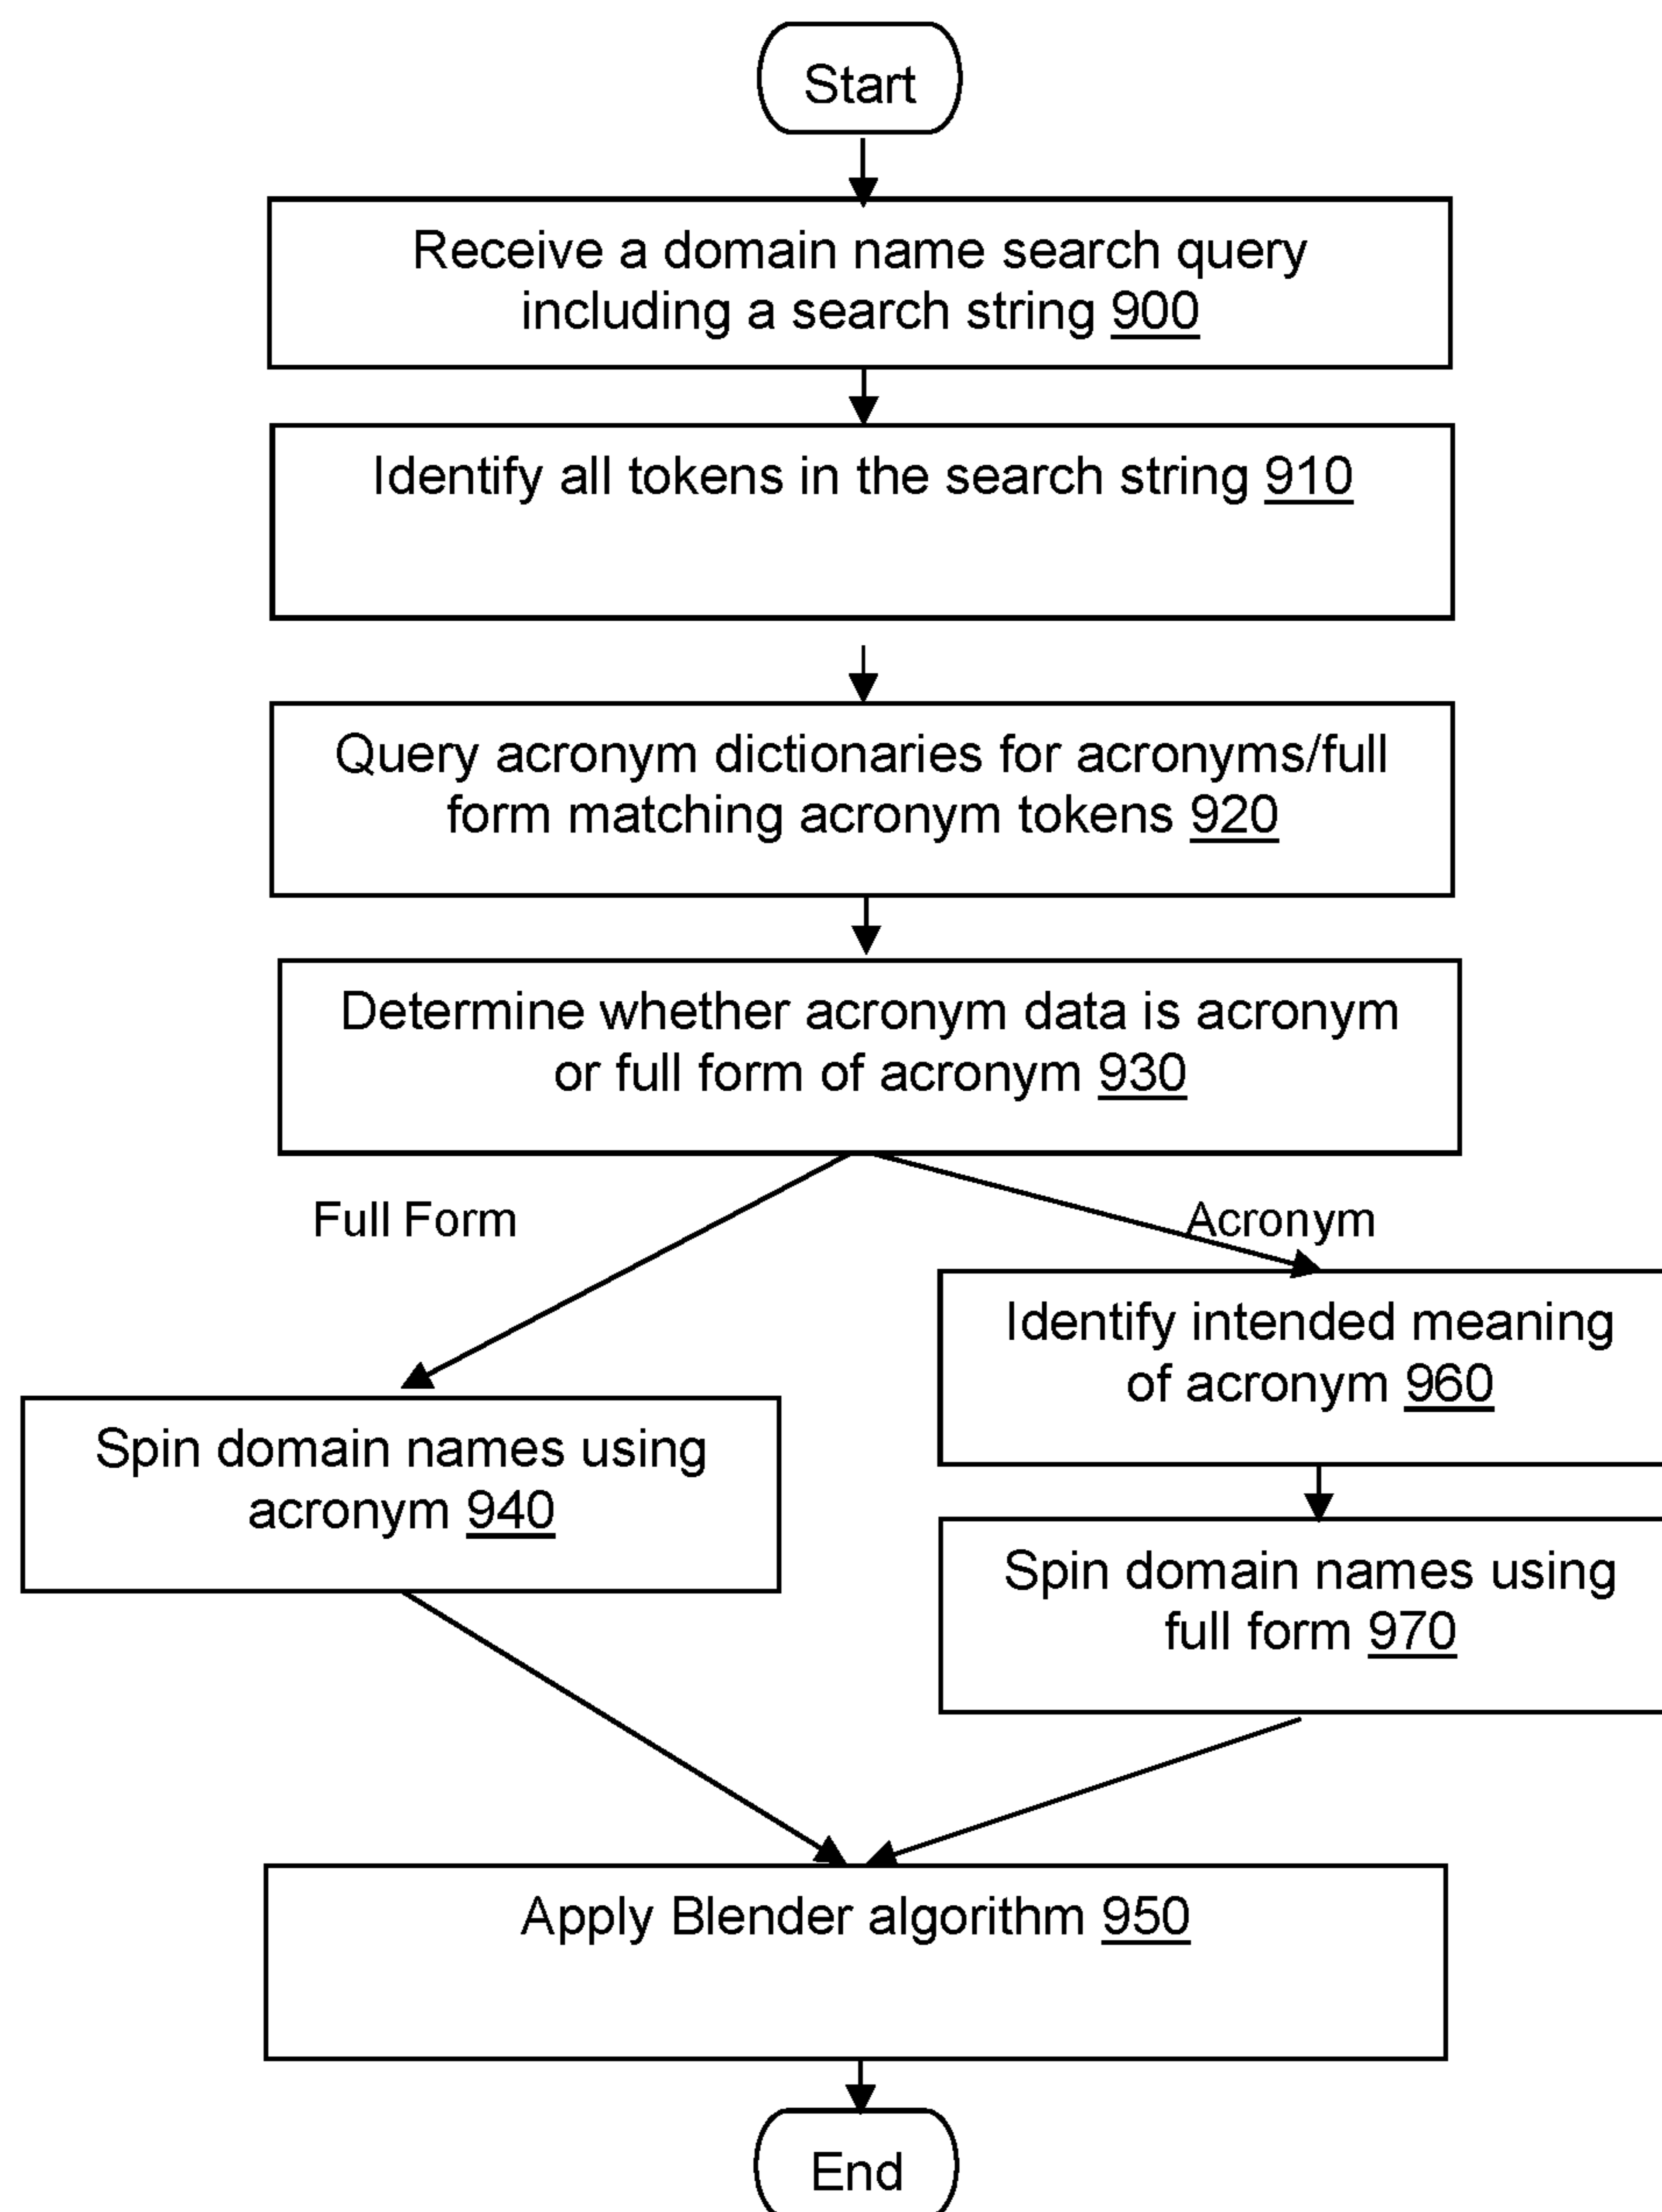 Start
Receive a domain name search query
including a search string 900
Identify all tokens in the search string 910
Query acronym dictionaries for acronyms/full
form matching acronym tokens 920
Determine whether acronym data is acronym
or full form of acronym 930
Full Form
Acronym
Identify intended meaning
of acronym 960
Spin domain names using
acronym 940
Spin domain names using
full form 970
Apply Blender algorithm 950
End